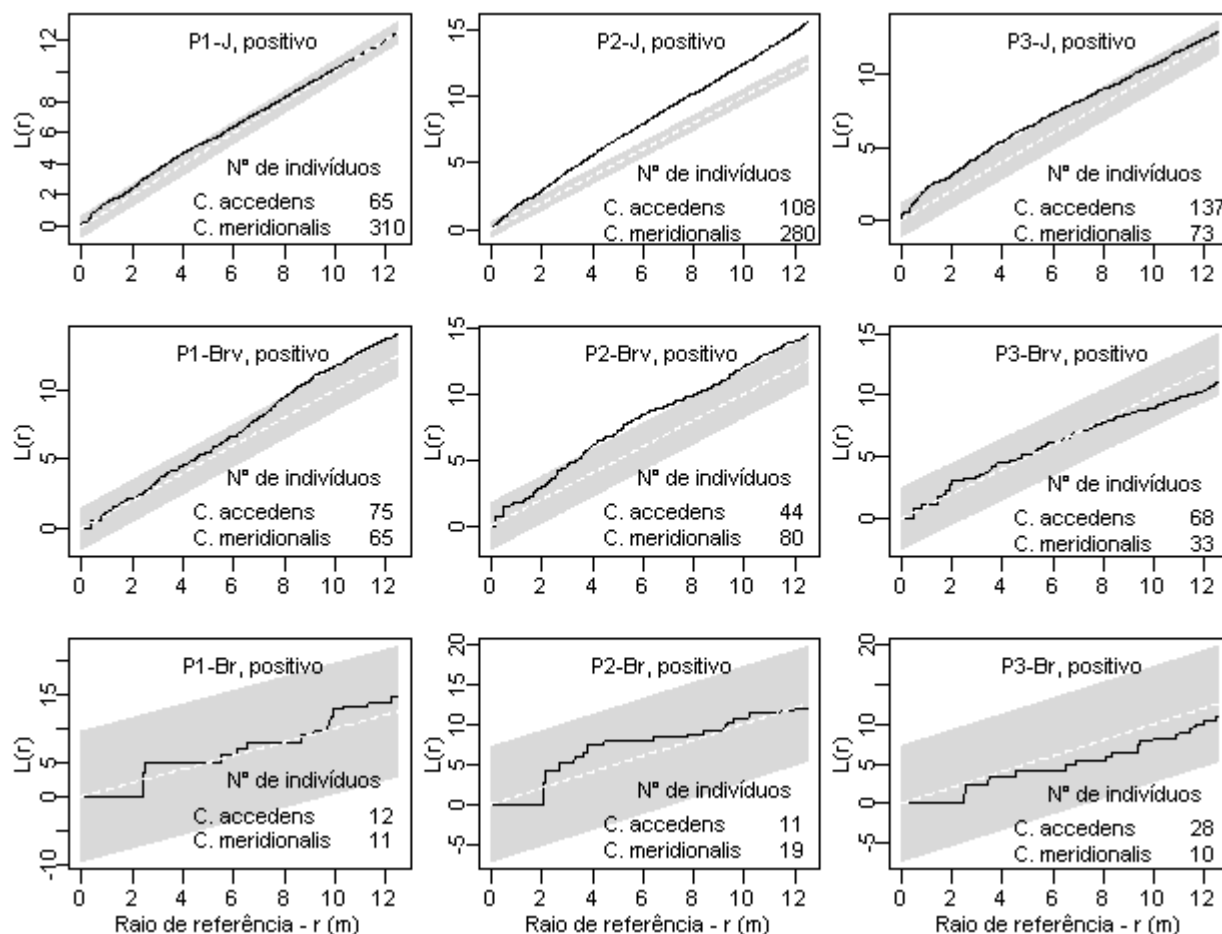 P1-J, positivo
L(r)
0 2 4 6 8 10 12
N° de indivíduos
C. accedens 65
C. meridionalis 310
0 2 4 6 8 10 12
P2-J, positivo
L(r)
0 5 10 15
N° de indivíduos
C. accedens 108
C. meridionalis 280
0 2 4 6 8 10 12
P3-J, positivo
L(r)
0 5 10
N° de indivíduos
C. accedens 137
C. meridionalis 73
0 2 4 6 8 10 12
P1-Brv, positivo
L(r)
0 5 10
N° de indivíduos
C. accedens 75
C. meridionalis 65
0 2 4 6 8 10 12
P2-Brv, positivo
L(r)
0 5 10 15
N° de indivíduos
C. accedens 44
C. meridionalis 80
0 2 4 6 8 10 12
P3-Brv, positivo
L(r)
0 5 10 15
N° de indivíduos
C. accedens 68
C. meridionalis 33
0 2 4 6 8 10 12
P1-Br, positivo
L(r)
-10 0 5 15
N° de indivíduos
C. accedens 12
C. meridionalis 11
0 2 4 6 8 10 12
Raio de referência - r (m)
P2-Br, positivo
L(r)
-5 0 5 10 15 20
N° de indivíduos
C. accedens 11
C. meridionalis 19
0 2 4 6 8 10 12
Raio de referência - r (m)
P3-Br, positivo
L(r)
-5 0 5 10 15 20
N° de indivíduos
C. accedens 28
C. meridionalis 10
0 2 4 6 8 10 12
Raio de referência - r (m)